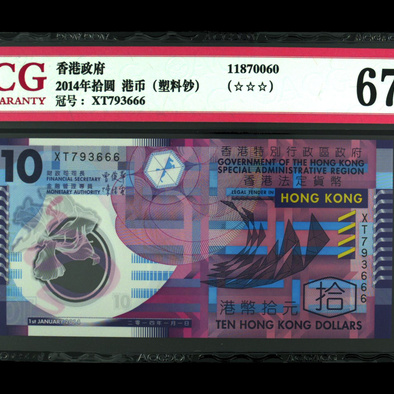 CG
WARRANTY
香港政府
2014年拾圓 港币（塑料钞）
冠号： XT793666
11870060
（☆☆☆）
67
10
XT793666
財政司司長
FINANCIAL SECRETARY
金融管理專員
MONETARY AUTHORITY
香港特別行政區政府
GOVERNMENT OF THE HONG KONG
SPECIAL ADMINISTRATIVE REGION
香港法定貨幣
LEGAL TENDER IN
HONG KONG
XT793666
10
1st JANUARY 2014
二零一四年一月一日
港幣拾元
拾
TEN HONG KONG DOLLARS